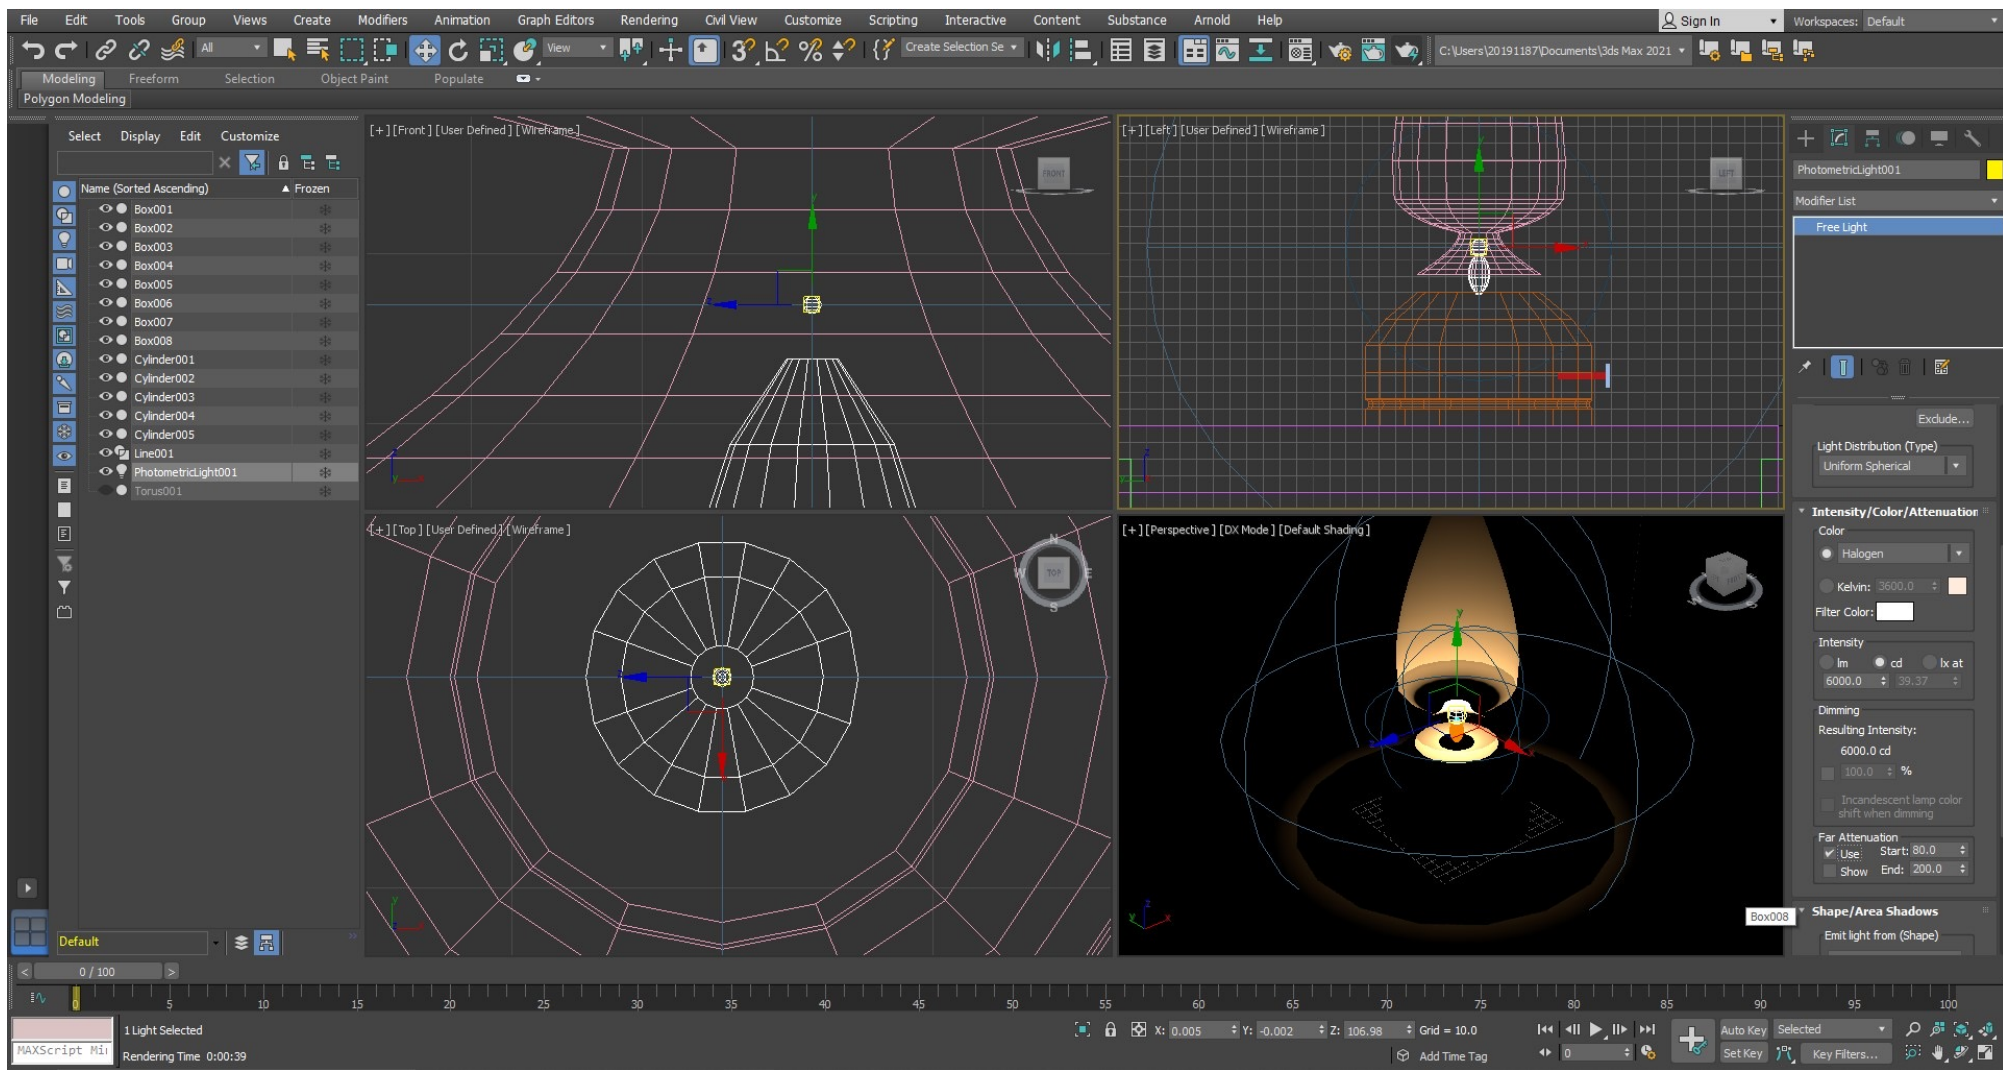 File Edit Tools Group Views Create Modifiers Animation Graph Editors Rendering Civil View Customize Scripting Interactive Content Substance Arnold Help Sign In Workspaces: Default
All View Create Selection Se C:\Users\20191187\Documents\3ds Max 2021
Modeling Freeform Selection Object Paint Populate
Polygon Modeling
Select Display Edit Customize
Name (Sorted Ascending) Frozen
Box001
Box002
Box003
Box004
Box005
Box006
Box007
Box008
Cylinder001
Cylinder002
Cylinder003
Cylinder004
Cylinder005
Line001
PhotometricLight001
Torus001
Default
[+] [Front] [User Defined] [Wireframe]
FRONT
[+] [Left] [User Defined] [Wireframe]
LEFT
[+] [Top] [User Defined] [Wireframe]
N
W TOP E
S
[+] [Perspective] [DX Mode] [Default Shading]
Box008
PhotometricLight001
Modifier List
Free Light
Exclude...
Light Distribution (Type)
Uniform Spherical
Intensity/Color/Attenuation
Color
Halogen
Kelvin: 3600.0
Filter Color:
Intensity
lm cd lx at
6000.0 39.37
Dimming
Resulting Intensity:
6000.0 cd
100.0 %
Incandescent lamp color
shift when dimming
Far Attenuation
Use Start: 80.0
Show End: 200.0
Shape/Area Shadows
Emit light from (Shape)
< 0 / 100 >
0 5 10 15 20 25 30 35 40 45 50 55 60 65 70 75 80 85 90 95 100
1 Light Selected X: 0.005 Y: -0.002 Z: 106.98 Grid = 10.0 Auto Key Selected
MAXScript Mi Rendering Time 0:00:39 Add Time Tag 0 Set Key Key Filters...